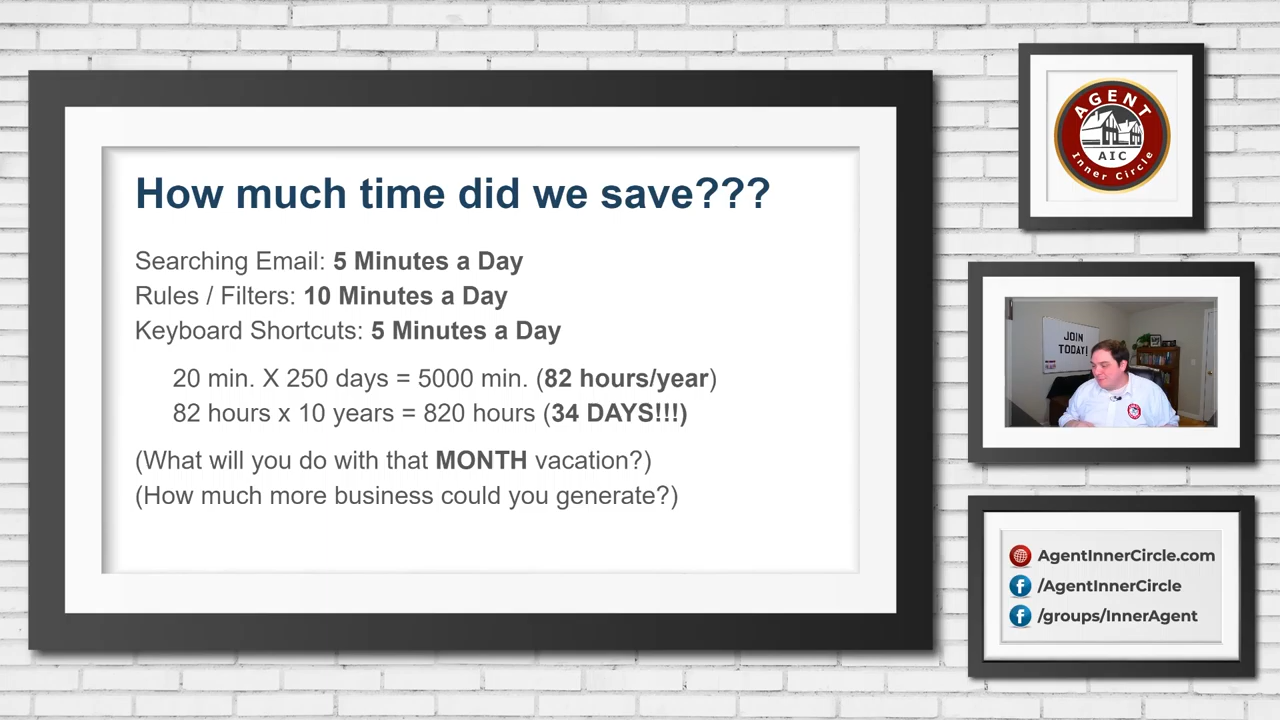 How much time did we save???
Searching Email: 5 Minutes a Day
Rules / Filters: 10 Minutes a Day
Keyboard Shortcuts: 5 Minutes a Day
20 min. X 250 days = 5000 min. (82 hours/year)
82 hours x 10 years = 820 hours (34 DAYS!!!)
(What will you do with that MONTH vacation?)
(How much more business could you generate?)
AGENT
AIC
Inner Circle
JOIN
TODAY!
AgentInnerCircle.com
/AgentInnerCircle
/groups/InnerAgent